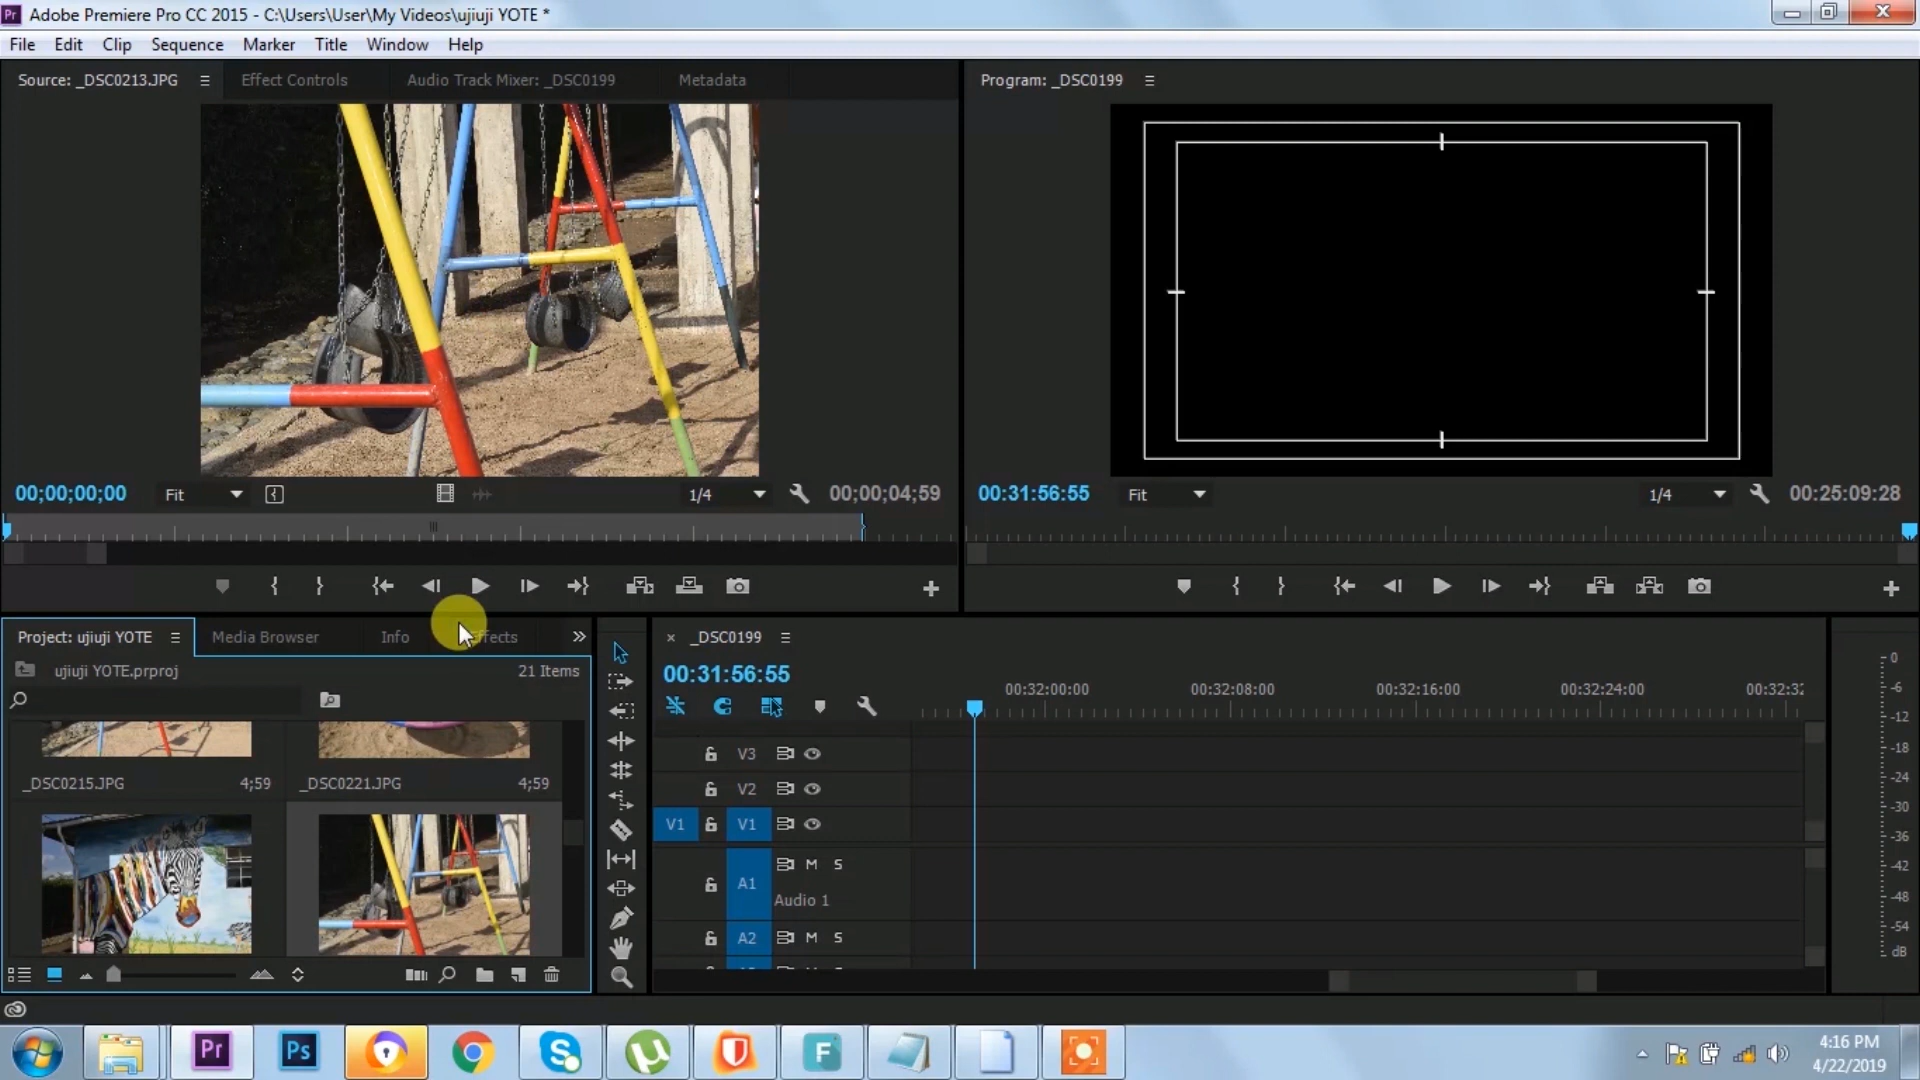 Adobe Premiere Pro CC 2015 - C:\Users\User\My Videos\ujiuji YOTE *
File Edit Clip Sequence Marker Title Window Help
Source: _DSC0213.JPG Effect Controls Audio Track Mixer: _DSC0199 Metadata
Program: _DSC0199
00;00;00;00 Fit 1/4 00;00;04;59
00:31:56:55 Fit 1/4 00:25:09:28
Project: ujiuji YOTE Media Browser Info Effects
ujiuji YOTE.prproj 21 Items
_DSC0215.JPG 4;59 _DSC0221.JPG 4;59
_DSC0199
00:31:56:55
00:32:00:00 00:32:08:00 00:32:16:00 00:32:24:00 00:32:32
V3
V2
V1 V1
A1 M S
Audio 1
A2 M S
0
-6
-12
-18
-24
-30
-36
-42
-48
-54
dB
Pr Ps S µ F
4:16 PM
4/22/2019